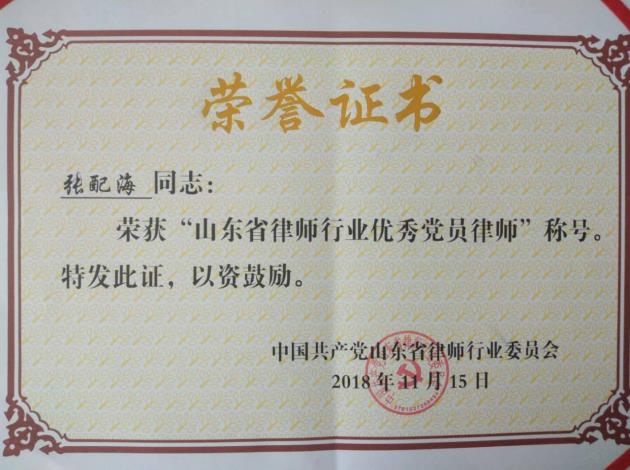 荣誉证书
张配海 同志：
荣获“山东省律师行业优秀党员律师”称号。
特发此证，以资鼓励。
中国共产党山东省律师行业委员会
2018年11月15日